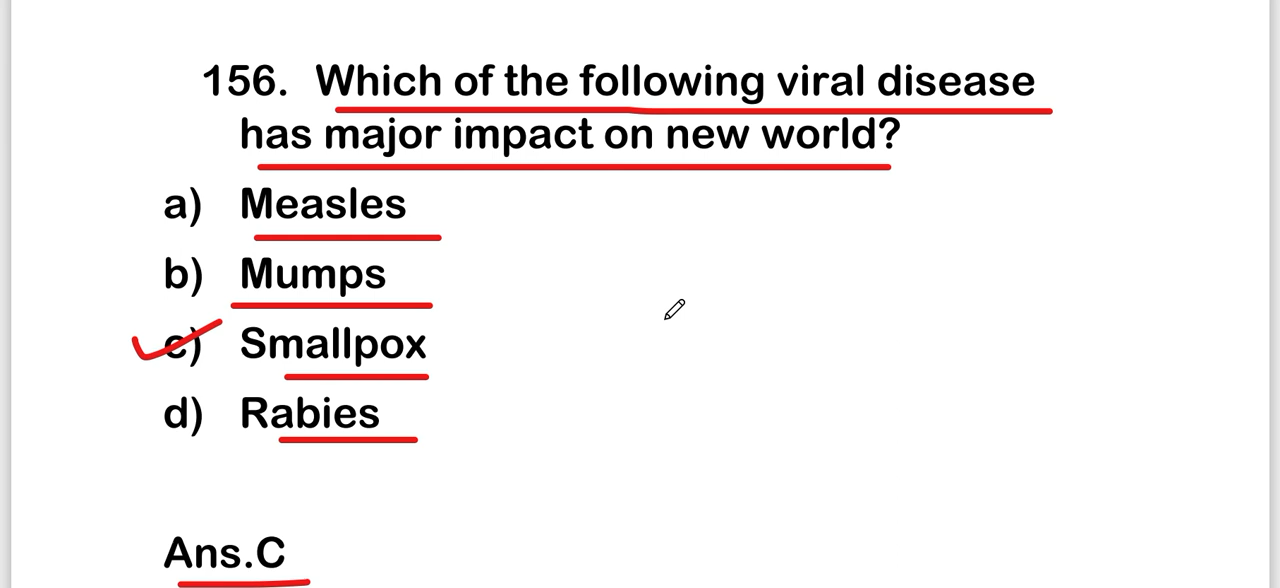 156. Which of the following viral disease
has major impact on new world?
a) Measles
b) Mumps
c) Smallpox
d) Rabies
Ans.C